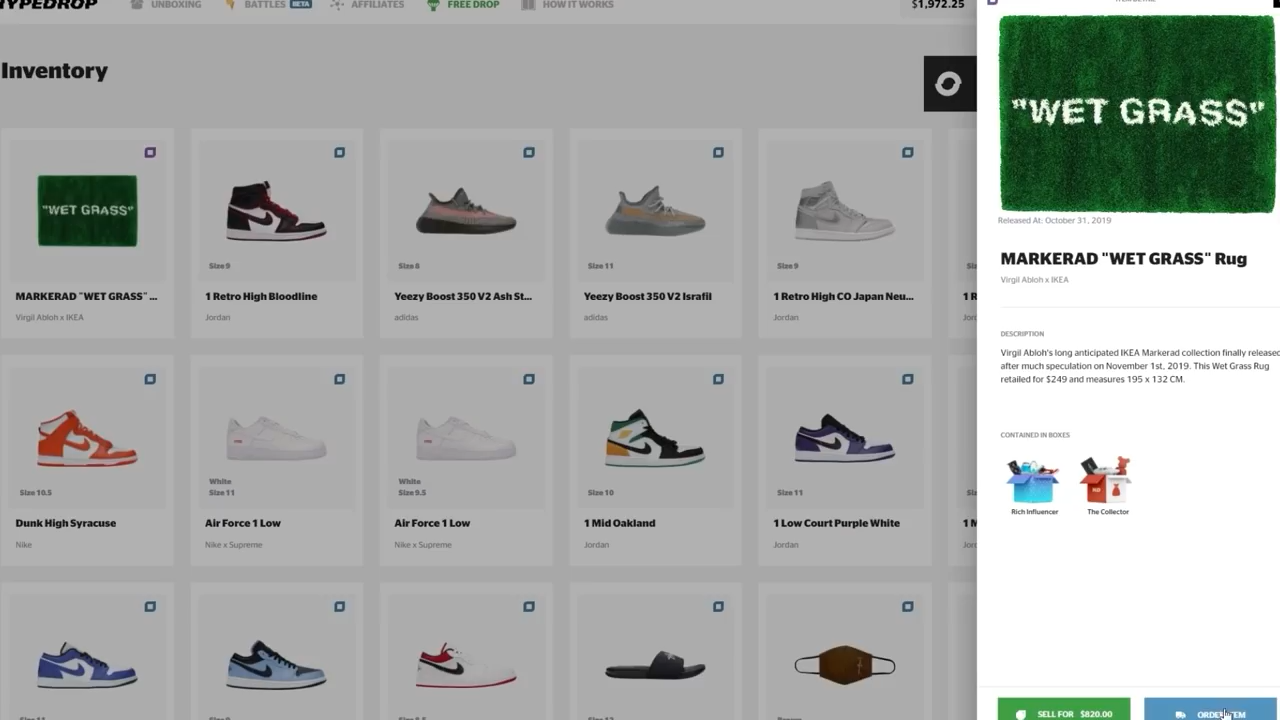 HYPEDROP
UNBOXING
BATTLES BETA
AFFILIATES
FREE DROP
HOW IT WORKS
$1,972.25
Inventory
"WET GRASS"
MARKERAD "WET GRASS" ...
Virgil Abloh x IKEA
Size 9
1 Retro High Bloodline
Jordan
Size 8
Yeezy Boost 350 V2 Ash St...
adidas
Size 11
Yeezy Boost 350 V2 Israfil
adidas
Size 9
1 Retro High CO Japan Neu...
Jordan
Size 10.5
Dunk High Syracuse
Nike
White
Size 11
Air Force 1 Low
Nike x Supreme
White
Size 9.5
Air Force 1 Low
Nike x Supreme
Size 10
1 Mid Oakland
Jordan
Size 11
1 Low Court Purple White
Jordan
"WET GRASS"
Released At: October 31, 2019
MARKERAD "WET GRASS" Rug
Virgil Abloh x IKEA
DESCRIPTION
Virgil Abloh's long anticipated IKEA Markerad collection finally released
after much speculation on November 1st, 2019. This Wet Grass Rug
retailed for $249 and measures 195 x 132 CM.
CONTAINED IN BOXES
Rich Influencer
The Collector
SELL FOR $820.00
ORDER ITEM